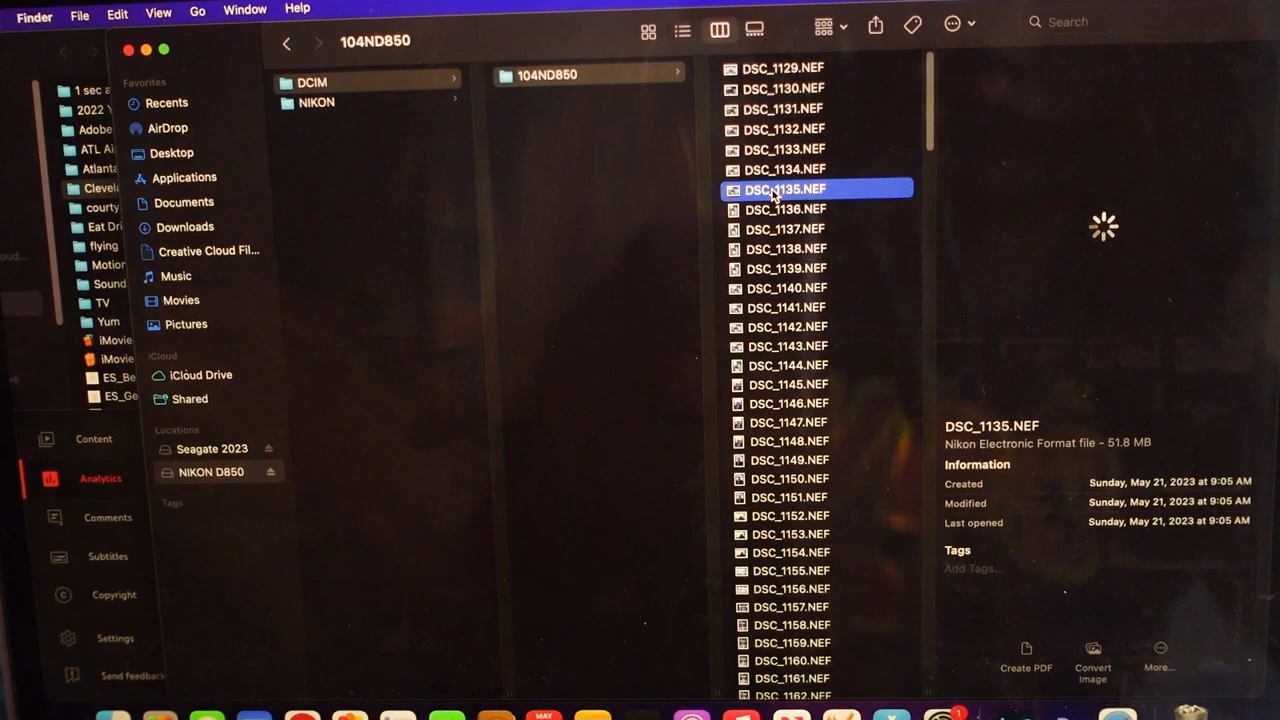 Finder File Edit View Go Window Help
104ND850
Search
1 sec a
2022
Adobe
ATL Ai
Atlanta
Clevel
courty
Eat Dri
flying
Motior
Sound
TV
Yum
iMovie
iMovie
ES_Be
ES_Ge
Content
Analytics
Comments
Subtitles
Copyright
Settings
Send feedback
Favorites
Recents
AirDrop
Desktop
Applications
Documents
Downloads
Creative Cloud Fil...
Music
Movies
Pictures
iCloud
iCloud Drive
Shared
Locations
Seagate 2023
NIKON D850
Tags
DCIM
NIKON
104ND850
DSC_1129.NEF
DSC_1130.NEF
DSC_1131.NEF
DSC_1132.NEF
DSC_1133.NEF
DSC_1134.NEF
DSC_1135.NEF
DSC_1136.NEF
DSC_1137.NEF
DSC_1138.NEF
DSC_1139.NEF
DSC_1140.NEF
DSC_1141.NEF
DSC_1142.NEF
DSC_1143.NEF
DSC_1144.NEF
DSC_1145.NEF
DSC_1146.NEF
DSC_1147.NEF
DSC_1148.NEF
DSC_1149.NEF
DSC_1150.NEF
DSC_1151.NEF
DSC_1152.NEF
DSC_1153.NEF
DSC_1154.NEF
DSC_1155.NEF
DSC_1156.NEF
DSC_1157.NEF
DSC_1158.NEF
DSC_1159.NEF
DSC_1160.NEF
DSC_1161.NEF
DSC_1162.NEF
DSC_1135.NEF
Nikon Electronic Format file - 51.8 MB
Information
Created Sunday, May 21, 2023 at 9:05 AM
Modified Sunday, May 21, 2023 at 9:05 AM
Last opened Sunday, May 21, 2023 at 9:05 AM
Tags
Add Tags...
Create PDF
Convert Image
More...
MAY
1